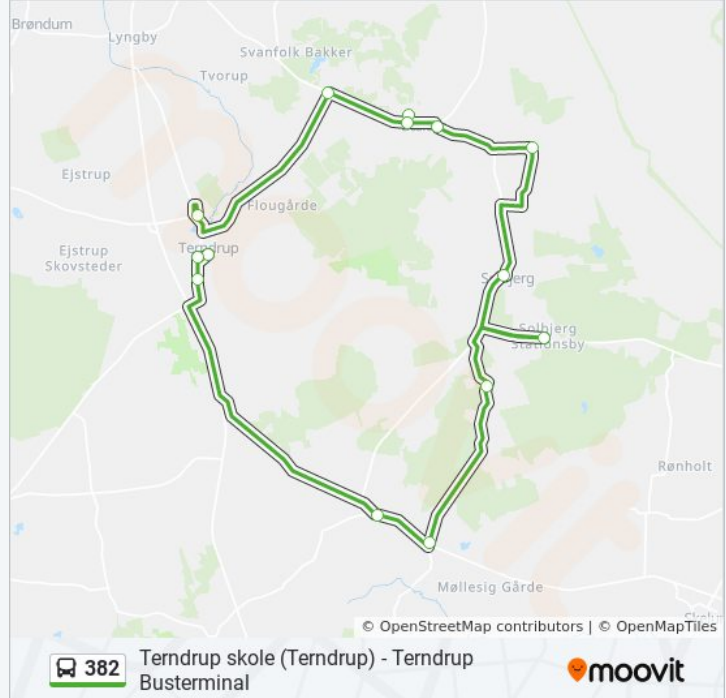 Brøndum
Lyngby
Svanfolk Bakker
Tvorup
Ejstrup
Flougårde
Ejstrup
Skovsteder
Terndrup
Solbjerg
Solbjerg
Stationsby
Rønholt
Møllesig Gårde
© OpenStreetMap contributors | © OpenMapTiles
382
Terndrup skole (Terndrup) - Terndrup
Busterminal
moovit